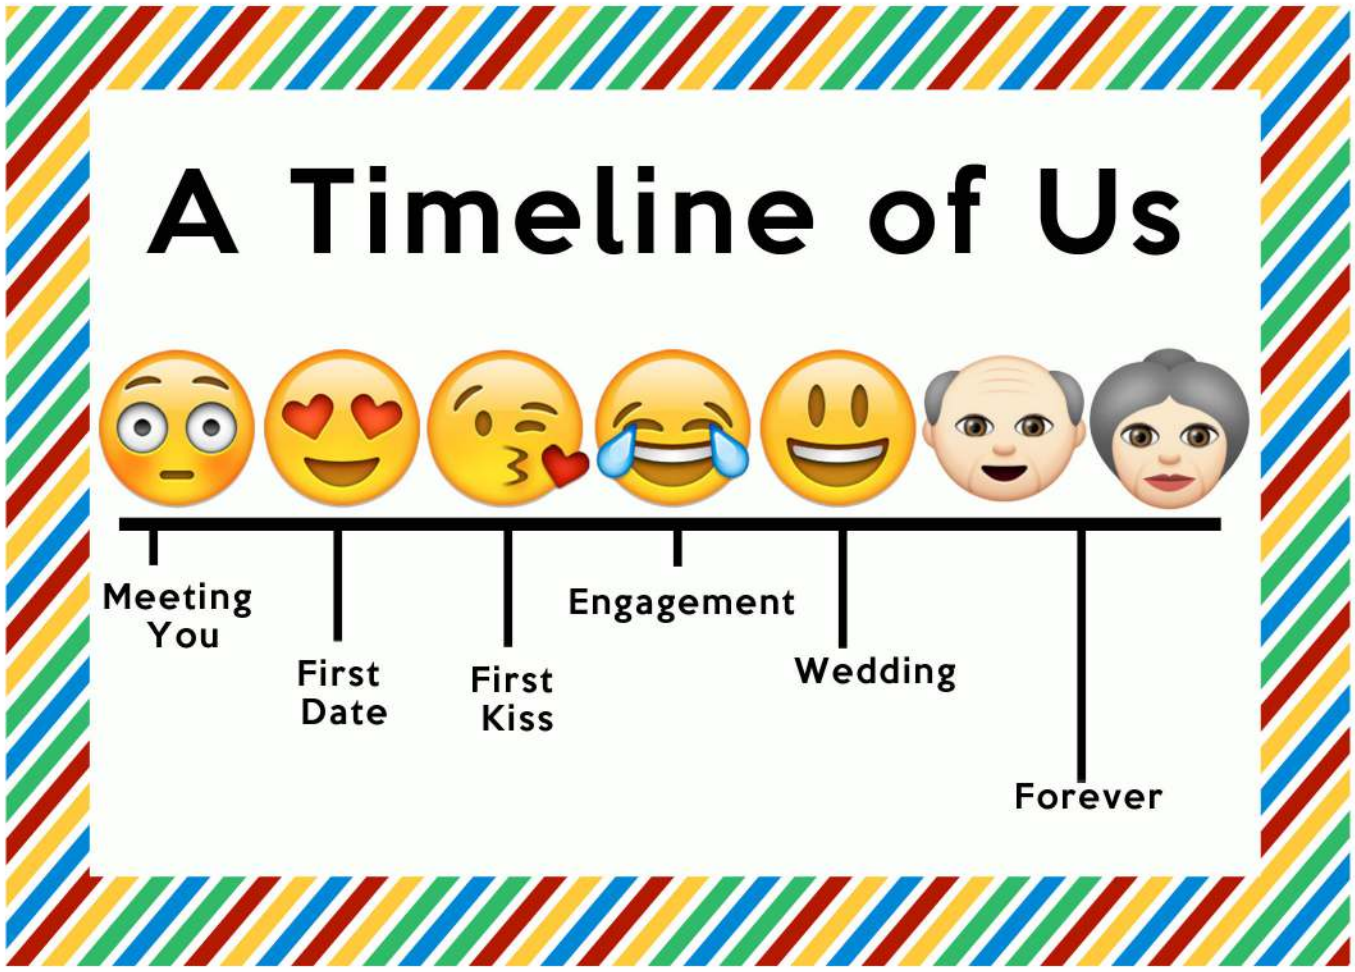 A Timeline of Us
Meeting
You
First
Date
First
Kiss
Engagement
Wedding
Forever